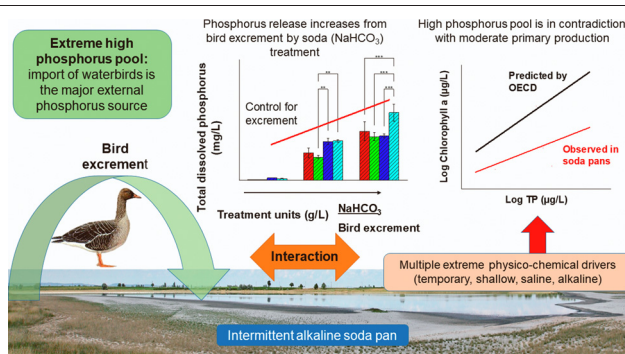 Extreme high
phosphorus pool:
import of waterbirds is
the major external
phosphorus source
Bird
excrement
Phosphorus release increases from
bird excrement by soda (NaHCO3)
treatment
Total dissolved phosphorus
(mg/L)
Control for
excrement
**
**
***
***
***
Treatment units (g/L)
NaHCO3
Bird excrement
Interaction
High phosphorus pool is in contradiction
with moderate primary production
Log Chlorophyll a (µg/L)
Predicted by
OECD
Observed in
soda pans
Log TP (µg/L)
Multiple extreme physico-chemical drivers
(temporary, shallow, saline, alkaline)
Intermittent alkaline soda pan